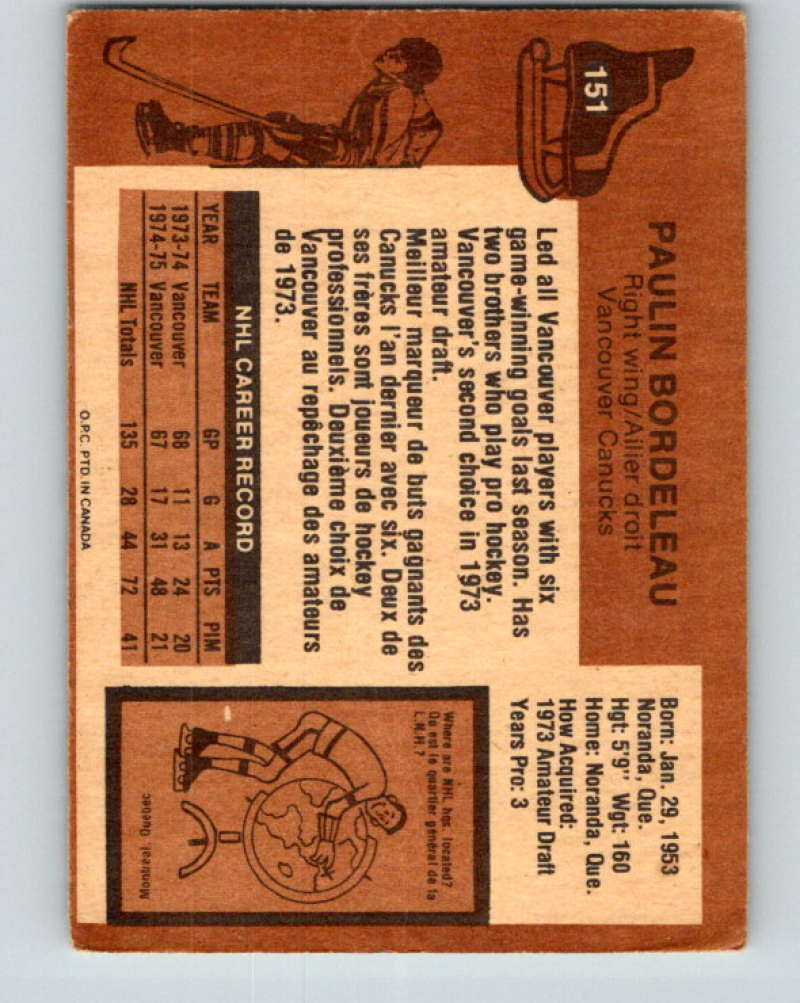 151
PAULIN BORDELEAU
Right wing/Ailier droit
Vancouver Canucks
Born: Jan. 29, 1953
Noranda, Que.
Hgt: 5'9" Wgt: 160
Home: Noranda, Que.
How Acquired:
1973 Amateur Draft
Years Pro: 3
Led all Vancouver players with six
game-winning goals last season. Has
two brothers who play pro hockey.
Vancouver's second choice in 1973
amateur draft.
Meilleur marqueur de buts gagnants des
Canucks l'an dernier avec six. Deux de
ses frères sont joueurs de hockey
professionnels. Deuxième choix de
Vancouver au repêchage des amateurs
de 1973.
NHL CAREER RECORD
YEAR TEAM GP G A PTS PIM
1973-74 Vancouver 68 11 13 24 20
1974-75 Vancouver 67 17 31 48 21
NHL Totals 135 28 44 72 41
O.P.C. PTD. IN CANADA
Where are NHL hqs. located?
Où est le quartier général de la
L.N.H.?
Montreal, Quebec